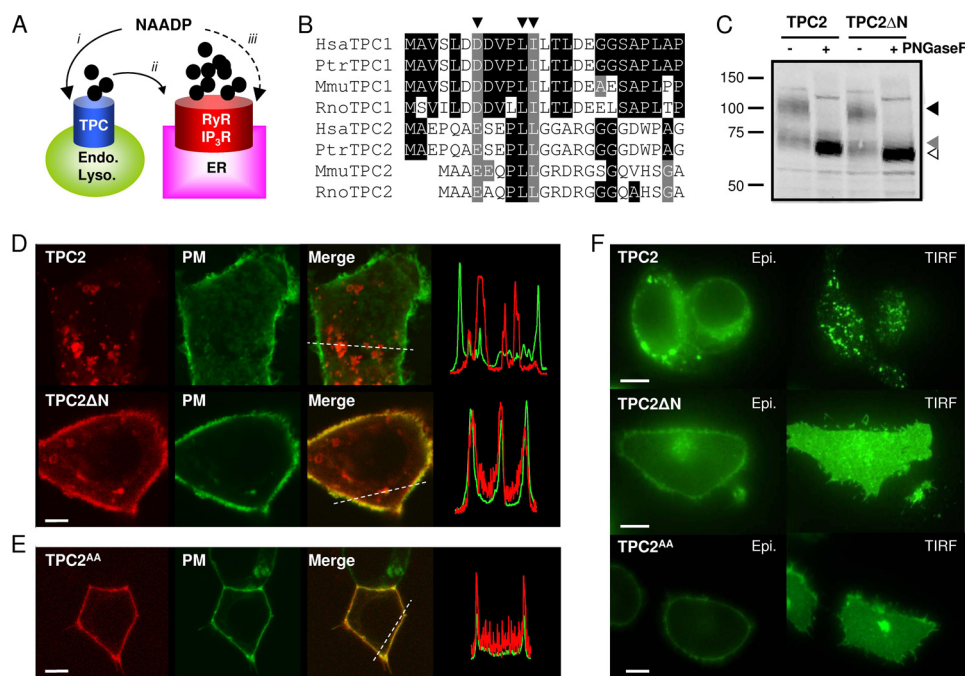 A
NAADP
i
ii
iii
TPC
RyR
IP3R
Endo.
Lyso.
ER
B
HsaTPC1 MAVSLDDDVPLILTLDEGGSAPLAP
PtrTPC1 MAVSLDDDVPLILTLDEGGSAPLAP
MmuTPC1 MAVSLDDDVPLILTLDEAESAPLPP
RnoTPC1 MSVILDDDVLLILTLDEELSAPLTP
HsaTPC2 MAEPQAESEPLLGGARGGGGDWPAG
PtrTPC2 MAEPQAESEPLLGGARGGGGDWPAG
MmuTPC2 MAAEEQPLLGRDRGSGQVHSGA
RnoTPC2 MAAEAQPLLGRDRGSGQAHSGA
C
TPC2 TPC2ΔN
- + - + PNGaseF
150
100
75
50
D
TPC2 PM Merge
TPC2ΔN PM Merge
E
TPC2AA PM Merge
F
TPC2 Epi. TIRF
TPC2ΔN Epi. TIRF
TPC2AA Epi. TIRF